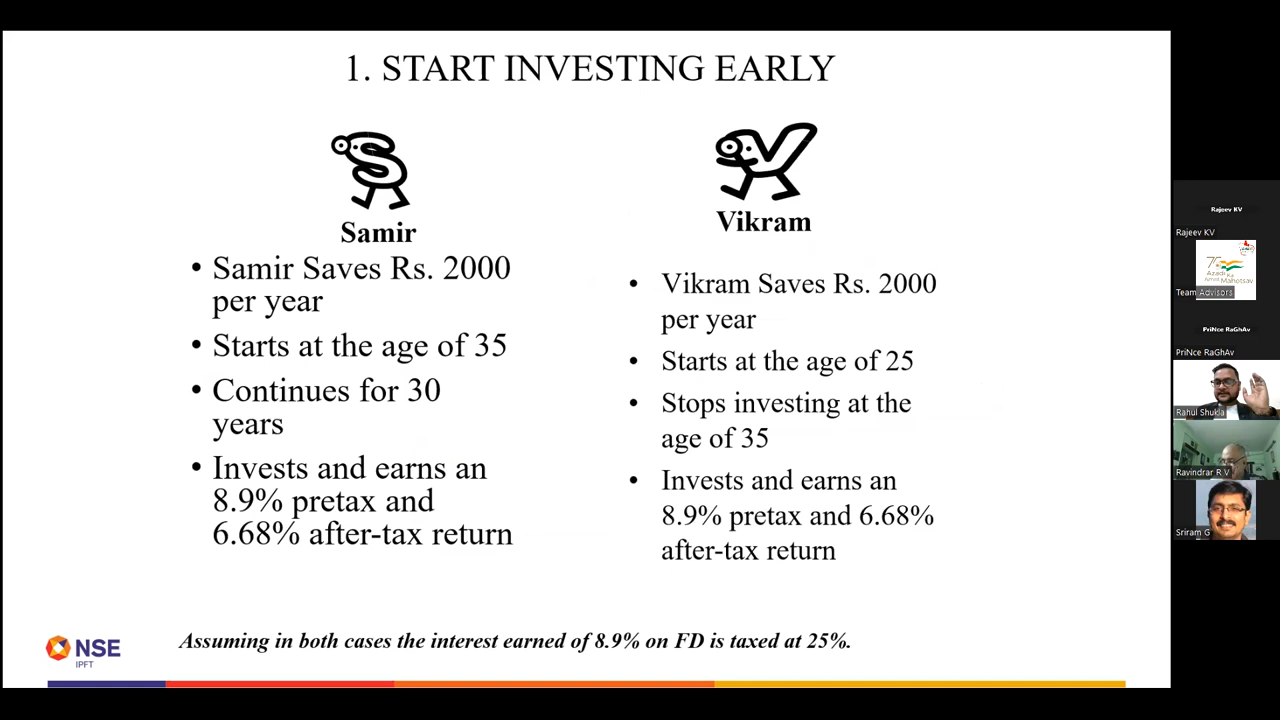 1. START INVESTING EARLY
Samir
• Samir Saves Rs. 2000
per year
• Starts at the age of 35
• Continues for 30
years
• Invests and earns an
8.9% pretax and
6.68% after-tax return
Vikram
• Vikram Saves Rs. 2000
per year
• Starts at the age of 25
• Stops investing at the
age of 35
• Invests and earns an
8.9% pretax and 6.68%
after-tax return
Assuming in both cases the interest earned of 8.9% on FD is taxed at 25%.
NSE
IPFT
Rajeev KV
Rajeev KV
Azadi
Mahotsav
Team Advisors
PriNce RaGhAv
PriNce RaGhAv
Rahul Shukla
Ravindrar R V
Sriram G